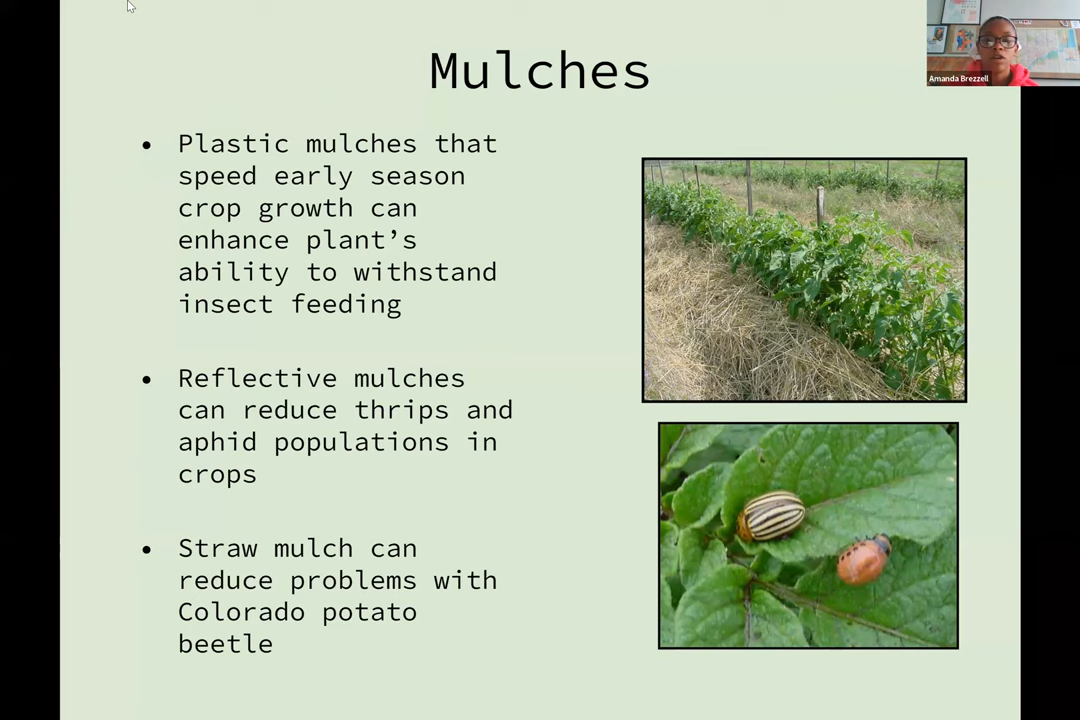 Mulches
Amanda Brezzell
• Plastic mulches that
speed early season
crop growth can
enhance plant’s
ability to withstand
insect feeding
• Reflective mulches
can reduce thrips and
aphid populations in
crops
• Straw mulch can
reduce problems with
Colorado potato
beetle